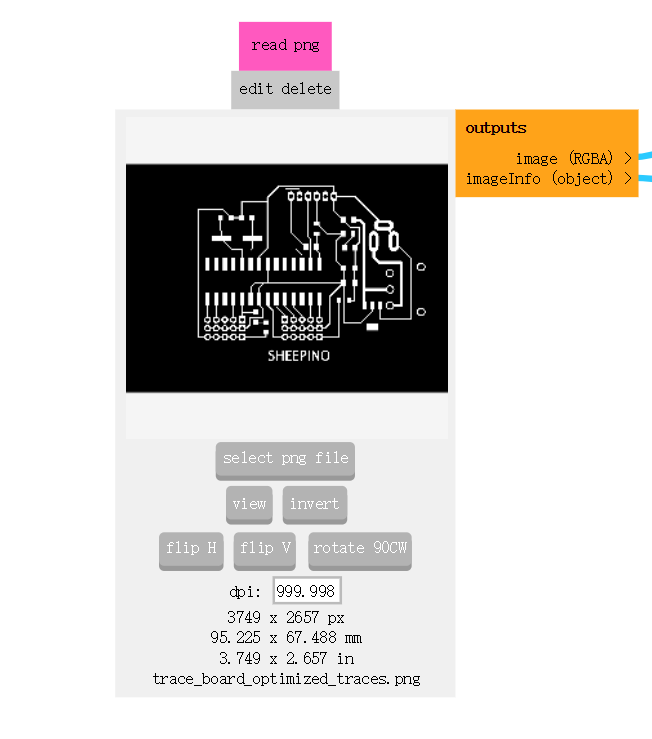 read png
edit delete
outputs
image (RGBA) >
imageInfo (object) >
SHEEPINO
select png file
view invert
flip H flip V rotate 90CW
dpi: 999.998
3749 x 2657 px
95.225 x 67.488 mm
3.749 x 2.657 in
trace_board_optimized_traces.png